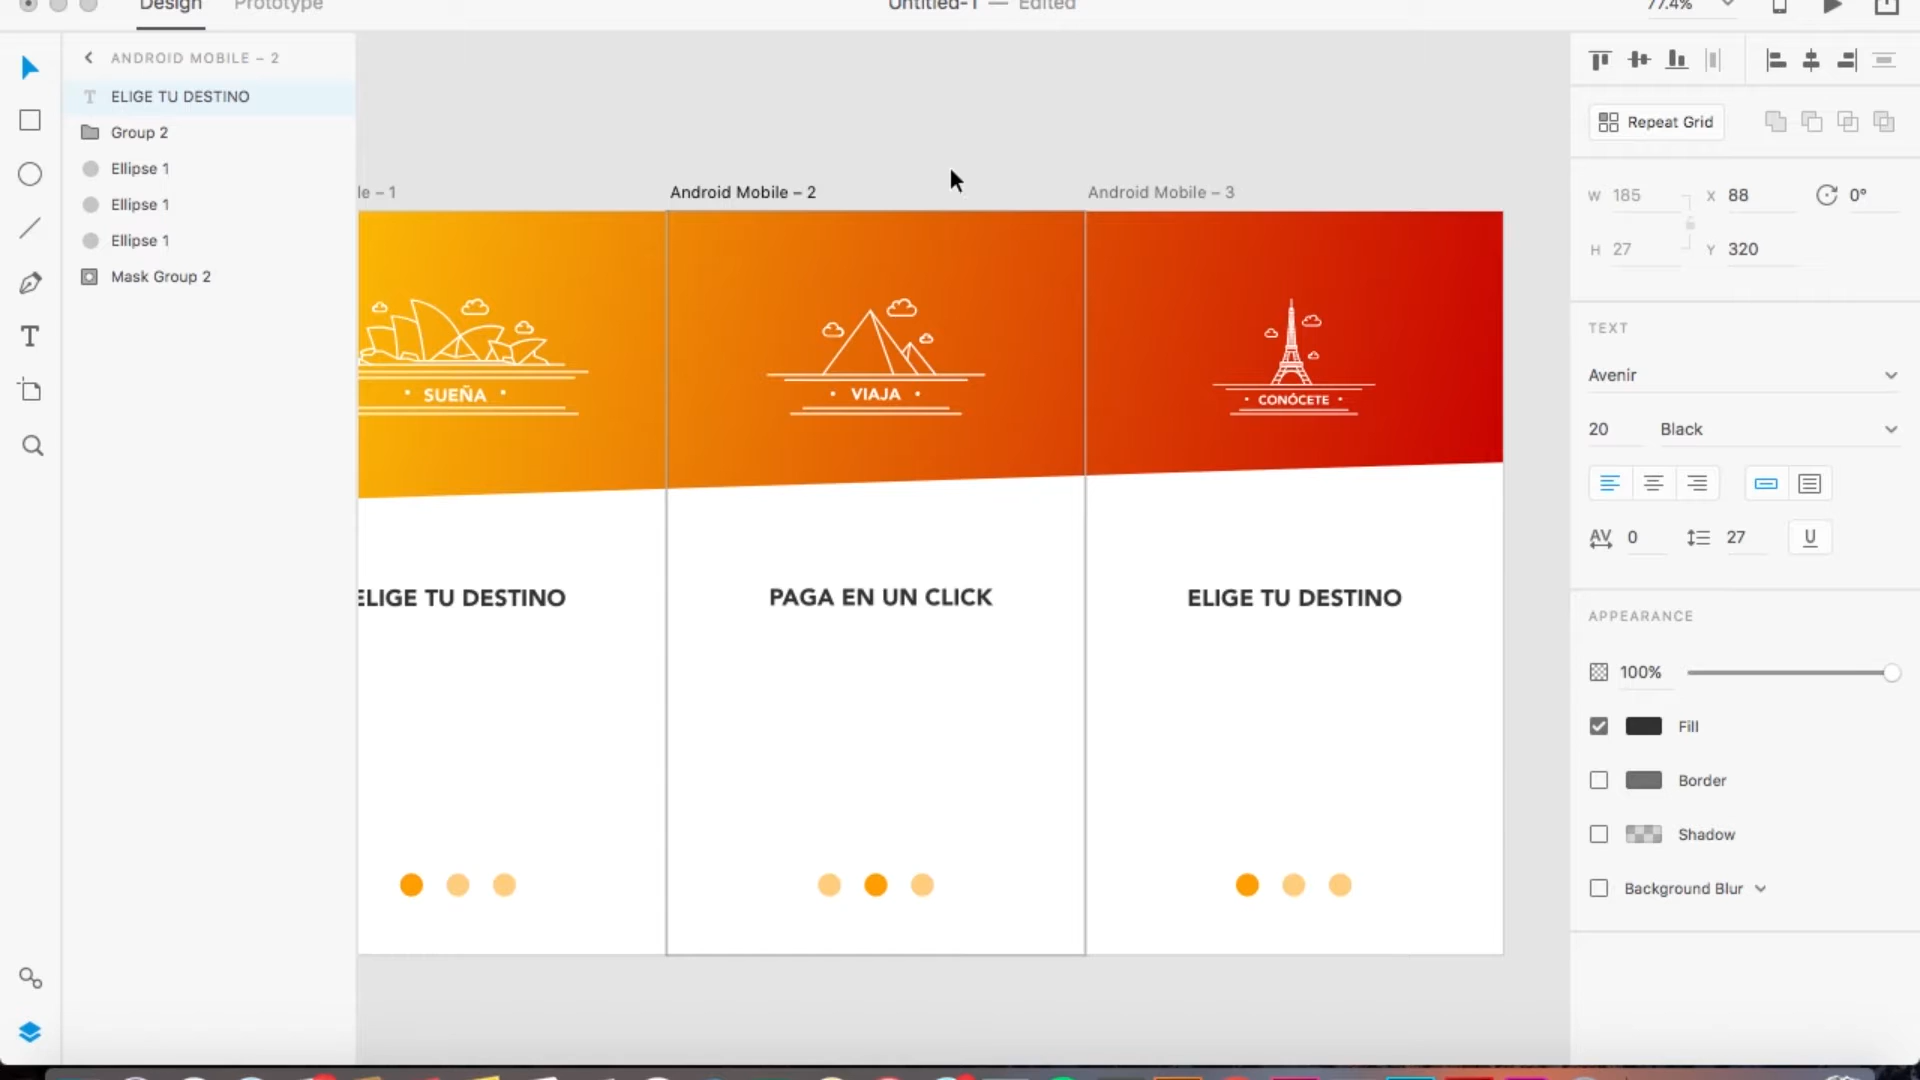 Design
Prototype
Untitled-1 — Edited
77.4%
ANDROID MOBILE – 2
T ELIGE TU DESTINO
Group 2
Ellipse 1
Ellipse 1
Ellipse 1
Mask Group 2
T
le – 1
Android Mobile – 2
Android Mobile – 3
• SUEÑA •
• VIAJA •
• CONÓCETE •
ELIGE TU DESTINO
PAGA EN UN CLICK
ELIGE TU DESTINO
Repeat Grid
W 185
X 88
0°
H 27
Y 320
TEXT
Avenir
20
Black
AV 0
27
U
APPEARANCE
100%
Fill
Border
Shadow
Background Blur